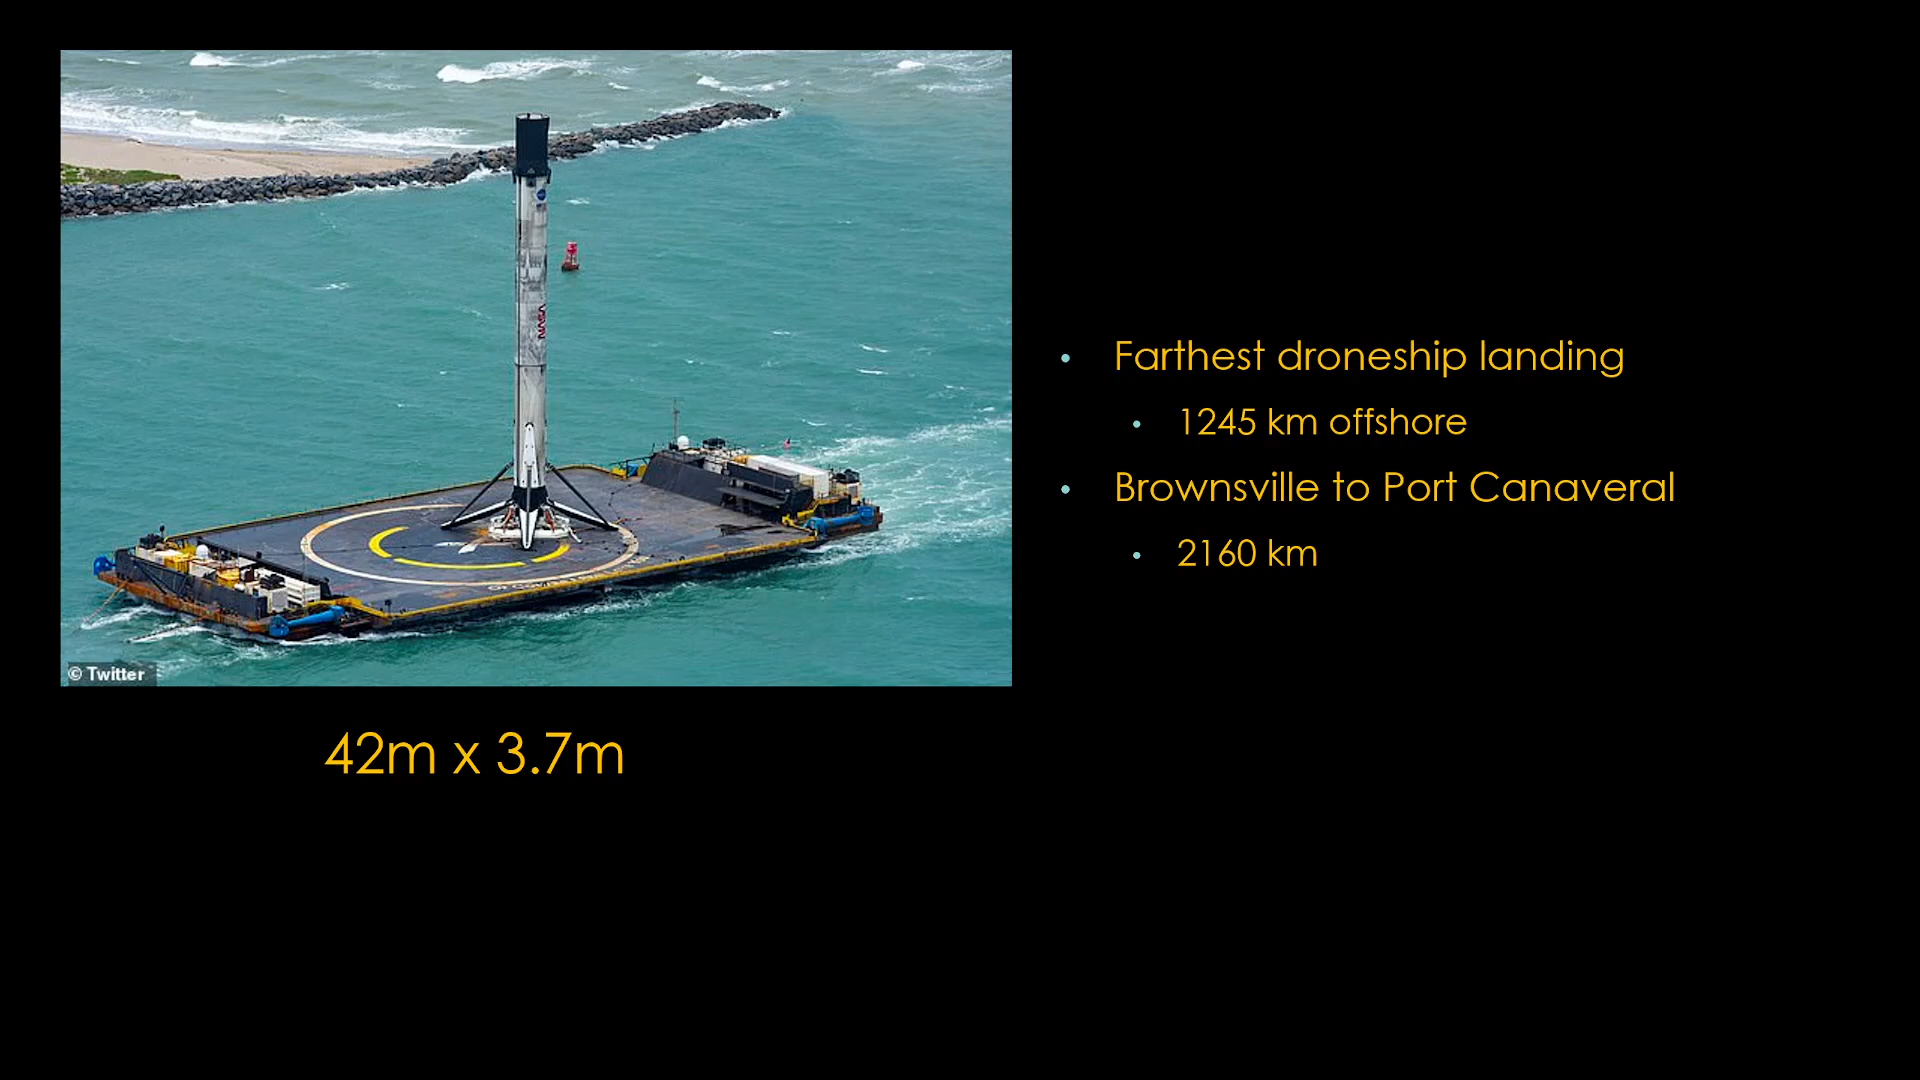 NASA
© Twitter
42m x 3.7m
• Farthest droneship landing
• 1245 km offshore
• Brownsville to Port Canaveral
• 2160 km